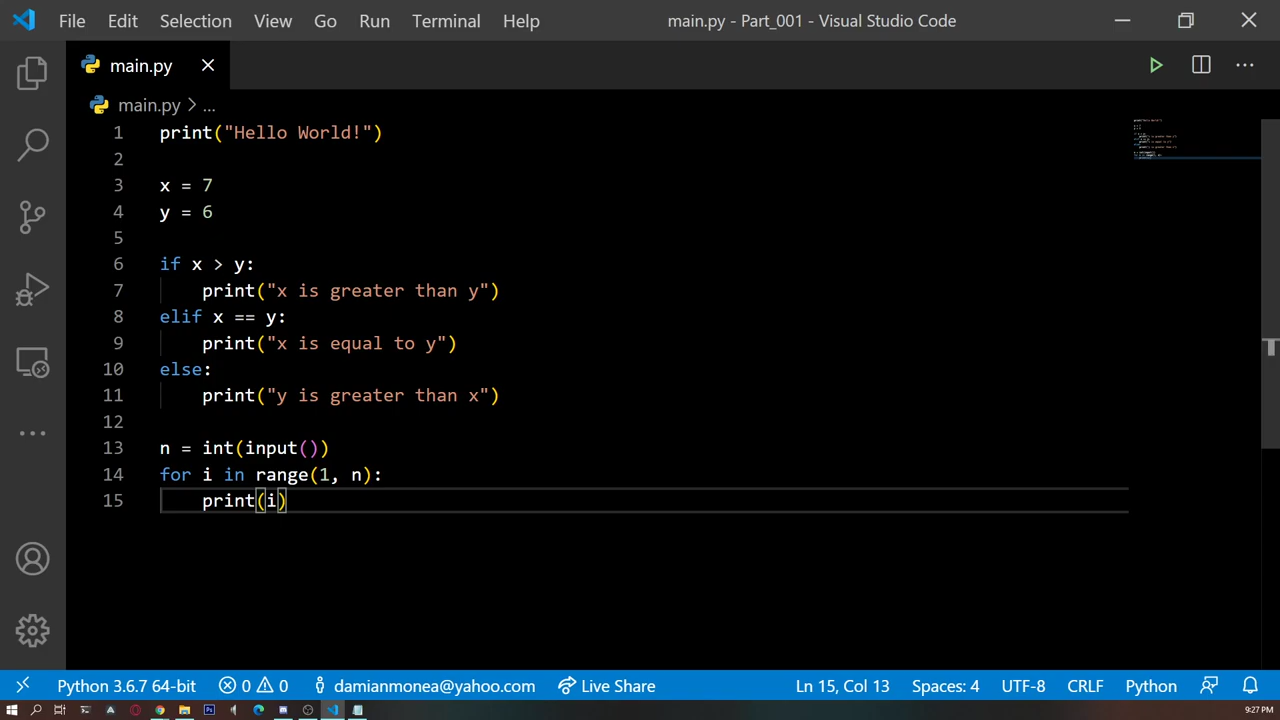 File Edit Selection View Go Run Terminal Help main.py - Part_001 - Visual Studio Code
main.py
main.py > ...
1 print("Hello World!")
2
3 x = 7
4 y = 6
5
6 if x > y:
7 print("x is greater than y")
8 elif x == y:
9 print("x is equal to y")
10 else:
11 print("y is greater than x")
12
13 n = int(input())
14 for i in range(1, n):
15 print(i)
Python 3.6.7 64-bit 0 0 damianmonea@yahoo.com Live Share Ln 15, Col 13 Spaces: 4 UTF-8 CRLF Python
9:27 PM